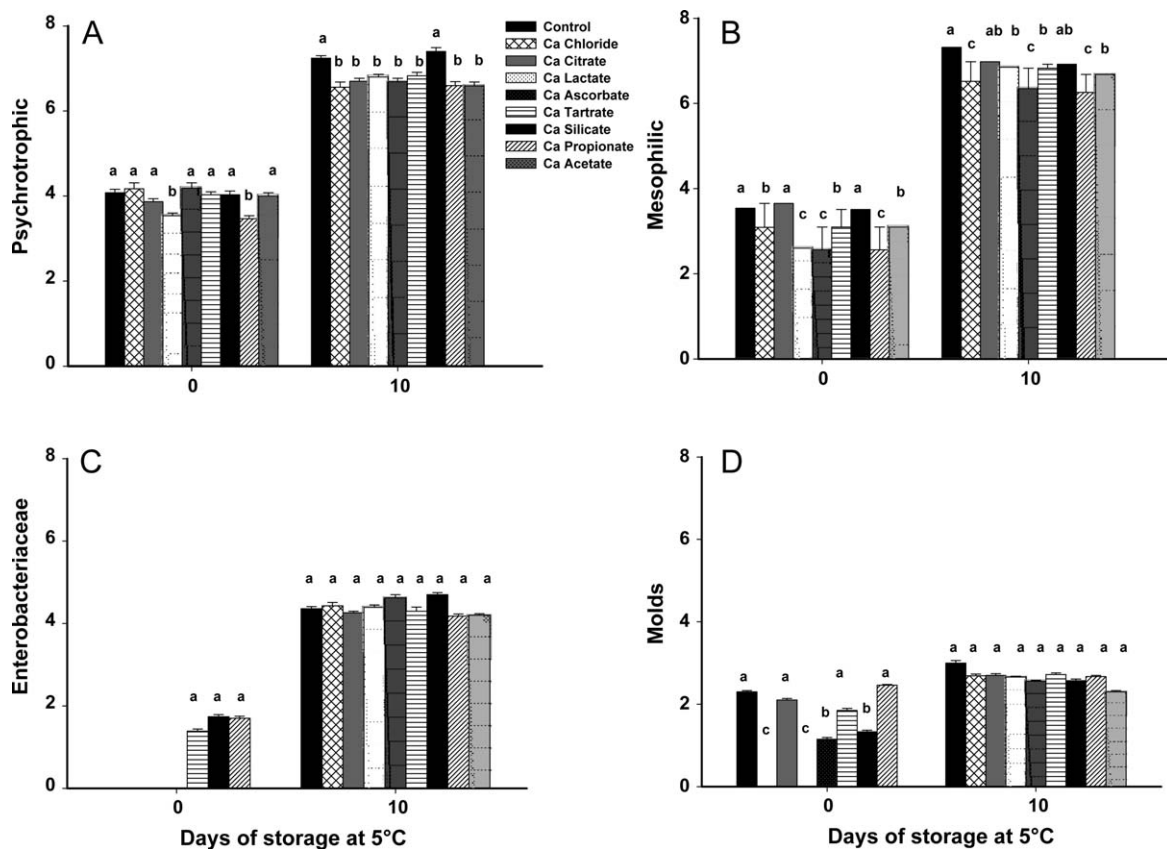 A
8
6
4
2
0
Psychrotrophic
a a a b a a a b a
a b b b b b a b b
0 10
Control
Ca Chloride
Ca Citrate
Ca Lactate
Ca Ascorbate
Ca Tartrate
Ca Silicate
Ca Propionate
Ca Acetate
B
8
6
4
2
0
Mesophilic
a b a c c b a c b
a c ab b c b ab c b
0 10
C
8
6
4
2
0
Enterobacteriaceae
a a a
a a a a a a a a a
0 10
Days of storage at 5°C
D
8
6
4
2
0
Molds
a c a c b a b a
a a a a a a a a a
0 10
Days of storage at 5°C